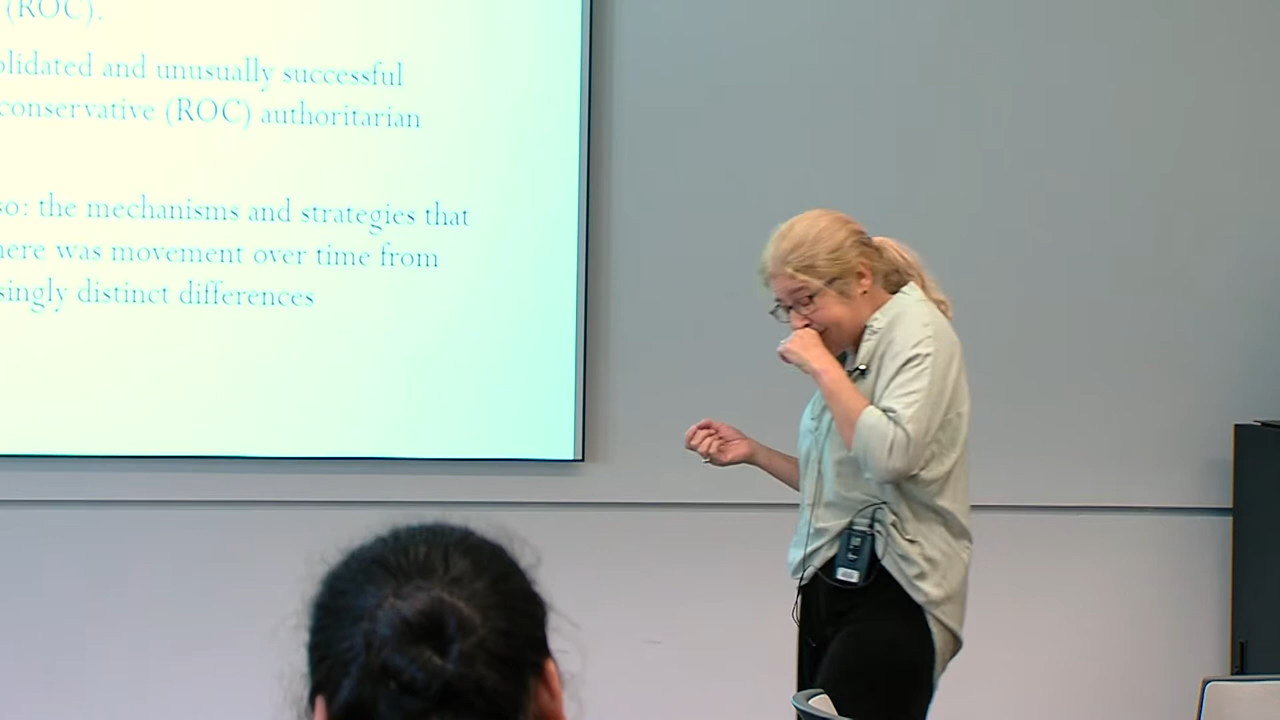 (ROC).
olidated and unusually successful
conservative (ROC) authoritarian
so: the mechanisms and strategies that
here was movement over time from
singly distinct differences